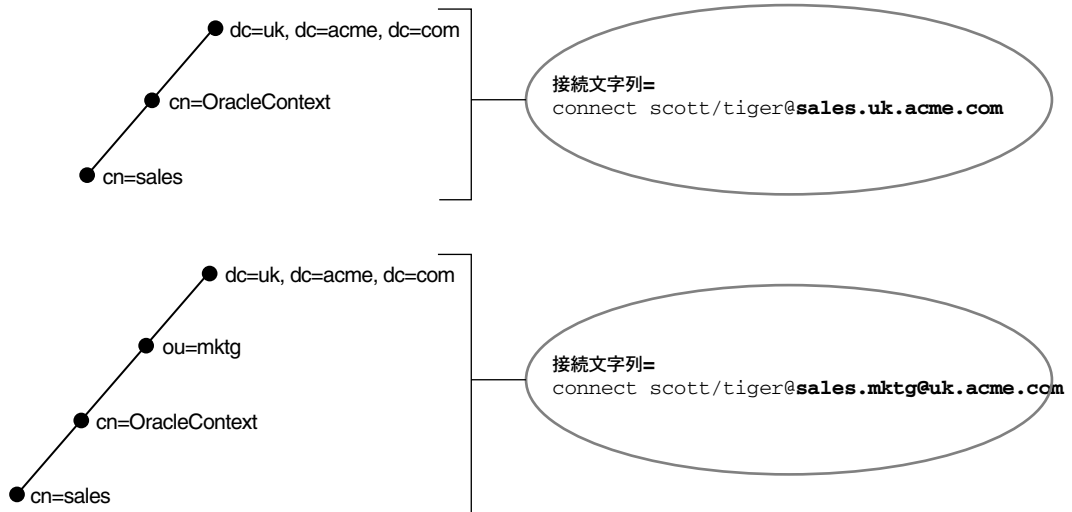 dc=uk, dc=acme, dc=com
cn=OracleContext
cn=sales
接続文字列=
connect scott/tiger@sales.uk.acme.com
dc=uk, dc=acme, dc=com
ou=mktg
cn=OracleContext
cn=sales
接続文字列=
connect scott/tiger@sales.mktg@uk.acme.com